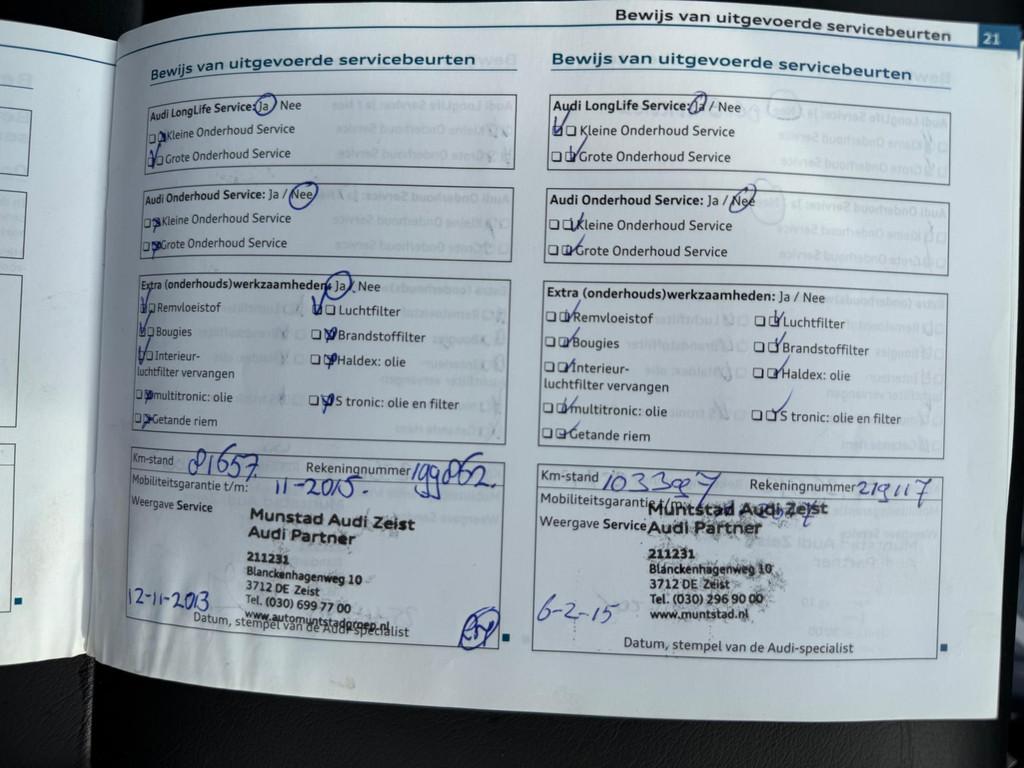 Bewijs van uitgevoerde servicebeurten 21
Bewijs van uitgevoerde servicebeurten
Audi LongLife Service: Ja / Nee
Kleine Onderhoud Service
Grote Onderhoud Service
Audi Onderhoud Service: Ja / Nee
Kleine Onderhoud Service
Grote Onderhoud Service
Extra (onderhouds)werkzaamheden: Ja / Nee
Remvloeistof Luchtfilter
Bougies Brandstoffilter
Interieur- Haldex: olie
luchtfilter vervangen
multitronic: olie S tronic: olie en filter
Getande riem
Km-stand 81657. Rekeningnummer 199862.
Mobiliteitsgarantie t/m: 11-2015.
Weergave Service
Munstad Audi Zeist
Audi Partner
211231
Blanckenhagenweg 10
3712 DE Zeist
Tel. (030) 699 77 00
www.automuntstadgroep.nl
12-11-2013
Datum, stempel van de Audi-specialist
Bewijs van uitgevoerde servicebeurten
Audi LongLife Service: Ja / Nee
Kleine Onderhoud Service
Grote Onderhoud Service
Audi Onderhoud Service: Ja / Nee
Kleine Onderhoud Service
Grote Onderhoud Service
Extra (onderhouds)werkzaamheden: Ja / Nee
Remvloeistof Luchtfilter
Bougies Brandstoffilter
Interieur- Haldex: olie
luchtfilter vervangen
multitronic: olie S tronic: olie en filter
Getande riem
Km-stand 103397 Rekeningnummer 219117
Mobiliteitsgarantie t/m:
Weergave Service
Muntstad Audi Zeist
Audi Partner
211231
Blanckenhagenweg 10
3712 DE Zeist
Tel. (030) 296 90 00
www.muntstad.nl
6-2-15
Datum, stempel van de Audi-specialist